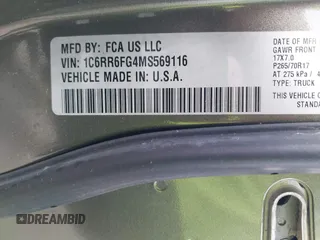 MFD BY: FCA US LLC
VIN: 1C6RR6FG4MS569116
VEHICLE MADE IN: U.S.A.
DATE OF MFR
GAWR FRONT
17X7.0
P265/70R17
AT 275 kPa /
TYPE: TRUCK
THIS VEHICLE
STANDA
DREAMBID